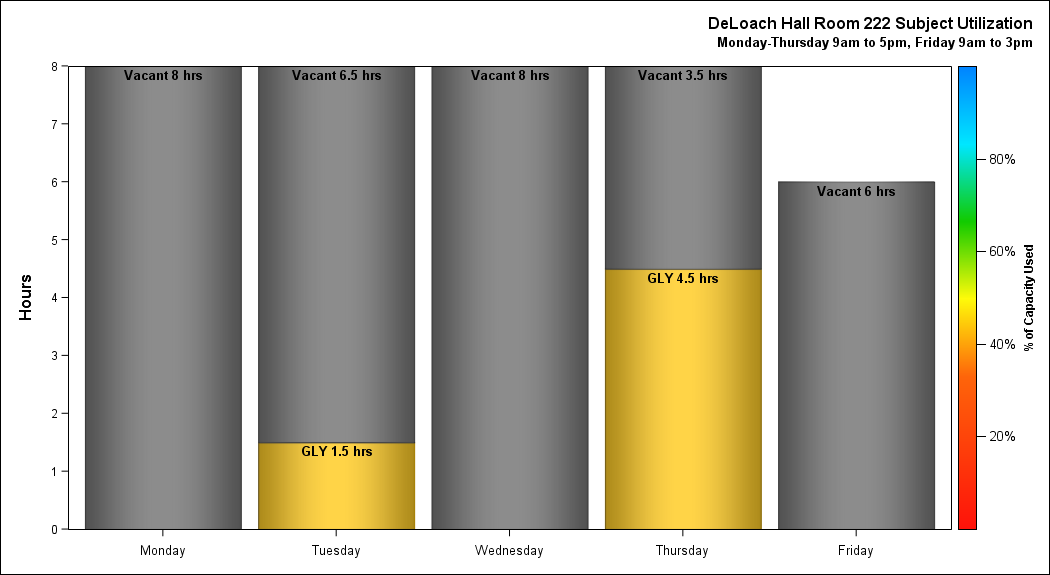 DeLoach Hall Room 222 Subject Utilization
Monday-Thursday 9am to 5pm, Friday 9am to 3pm
Hours
8
7
6
5
4
3
2
1
0
Vacant 8 hrs
Vacant 6.5 hrs
Vacant 8 hrs
Vacant 3.5 hrs
Vacant 6 hrs
GLY 4.5 hrs
GLY 1.5 hrs
Monday
Tuesday
Wednesday
Thursday
Friday
80%
60%
40%
20%
% of Capacity Used